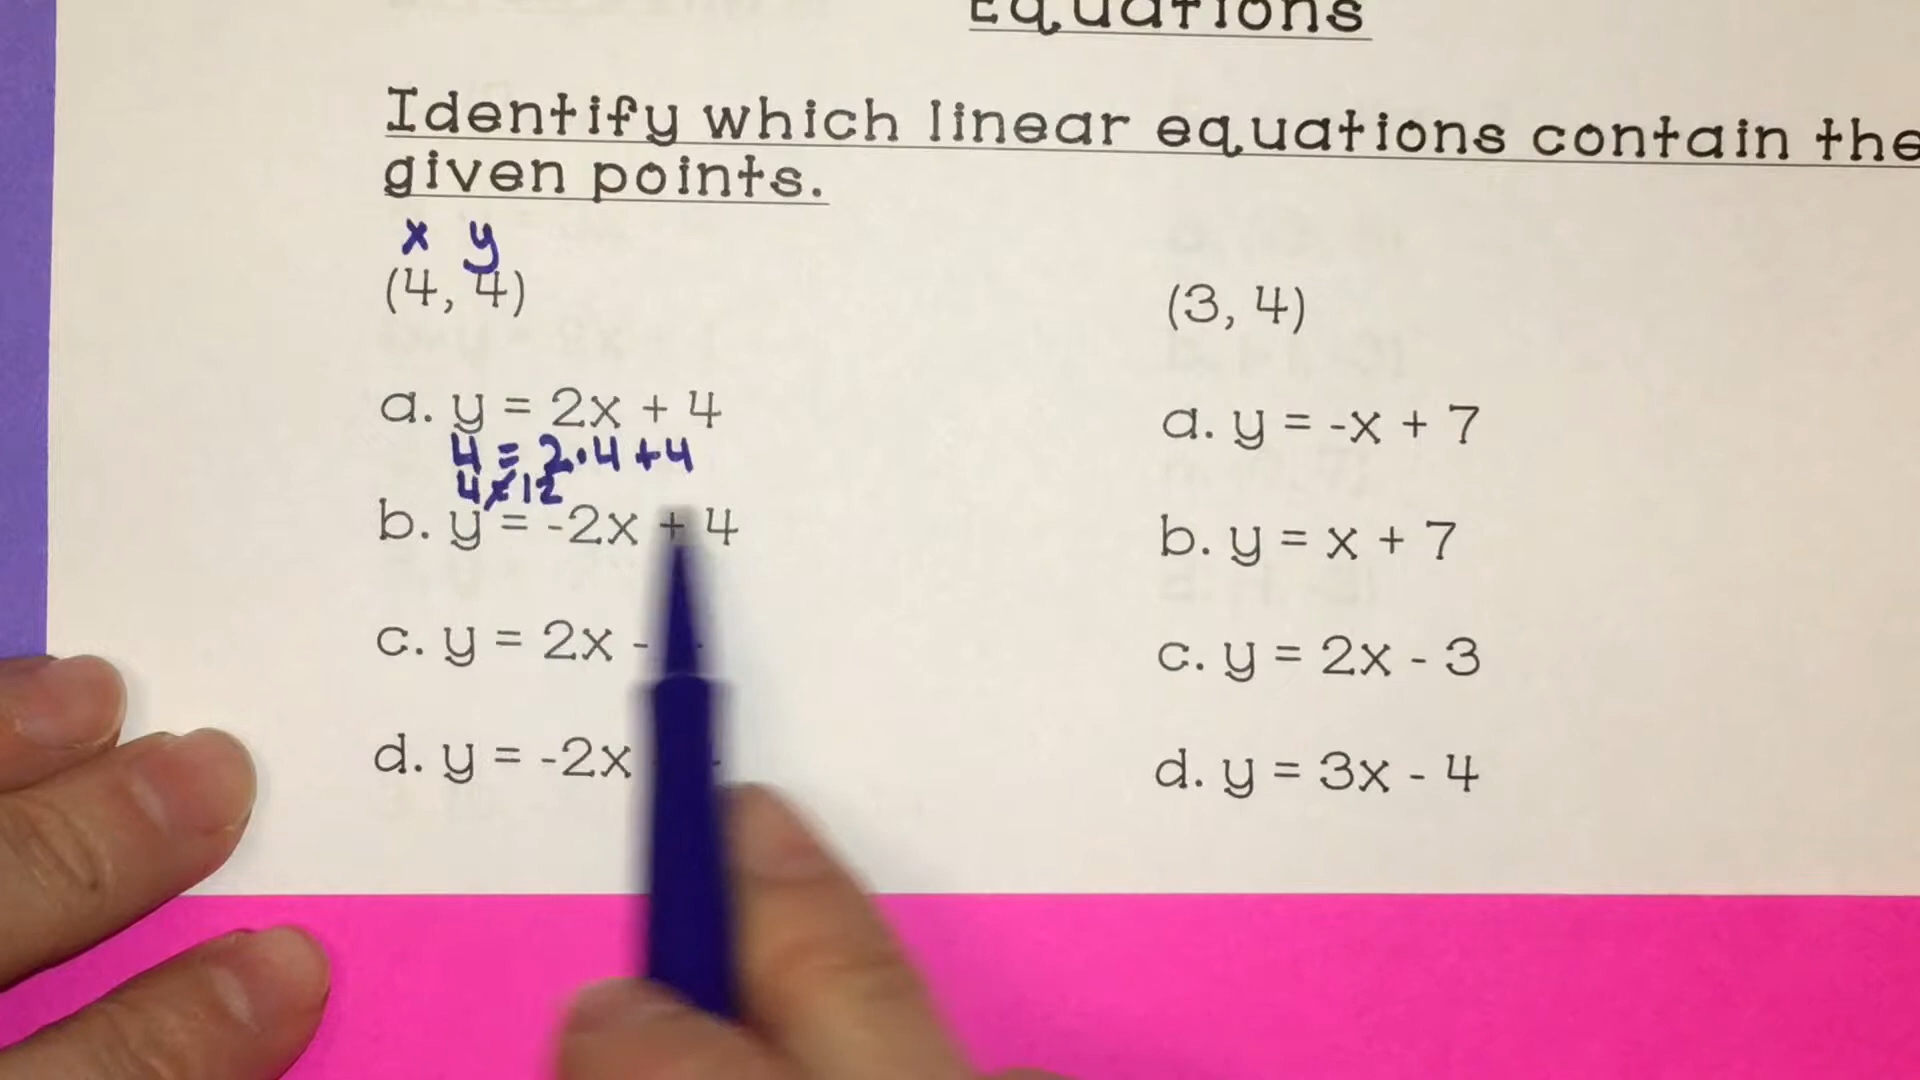 Equations
Identify which linear equations contain the
given points.
x y
(4, 4)
a. y = 2x + 4
4 = 2·4+4
4≠12
b. y = -2x + 4
c. y = 2x -
d. y = -2x
(3, 4)
a. y = -x + 7
b. y = x + 7
c. y = 2x - 3
d. y = 3x - 4